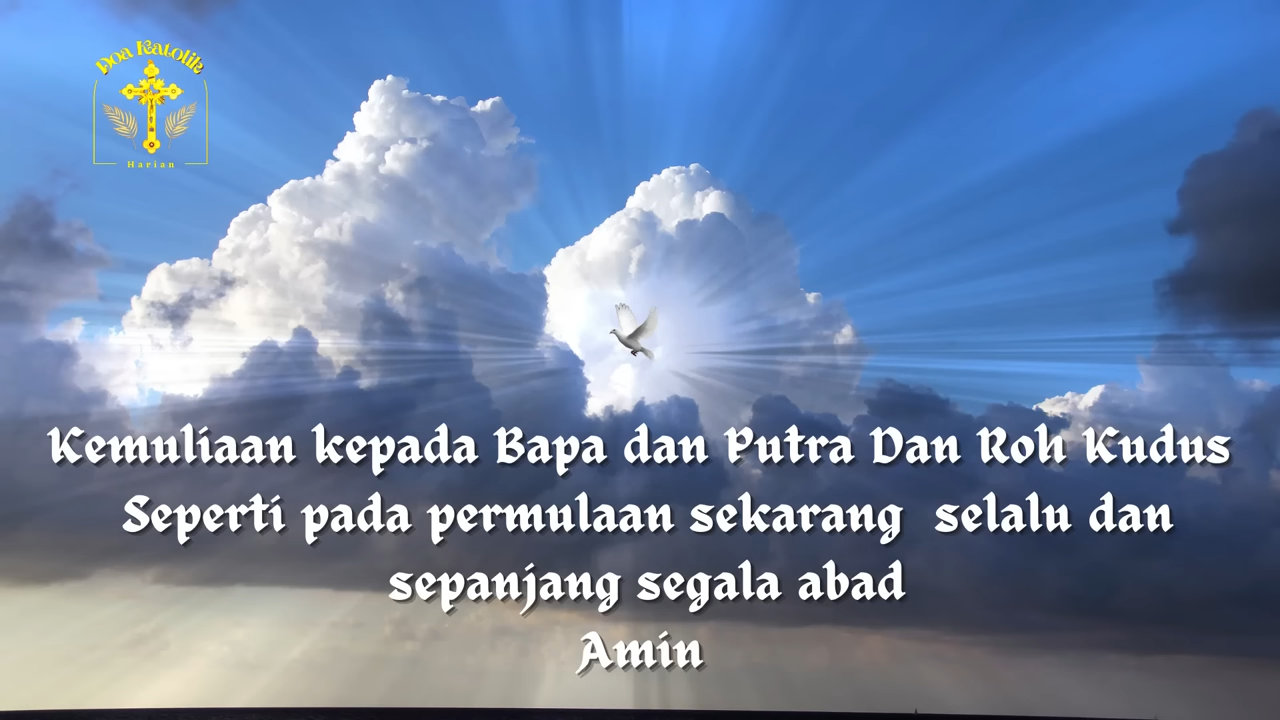 Doa Katolik
Harian
Kemuliaan kepada Bapa dan Putra Dan Roh Kudus
Seperti pada permulaan sekarang  selalu dan
sepanjang segala abad
Amin